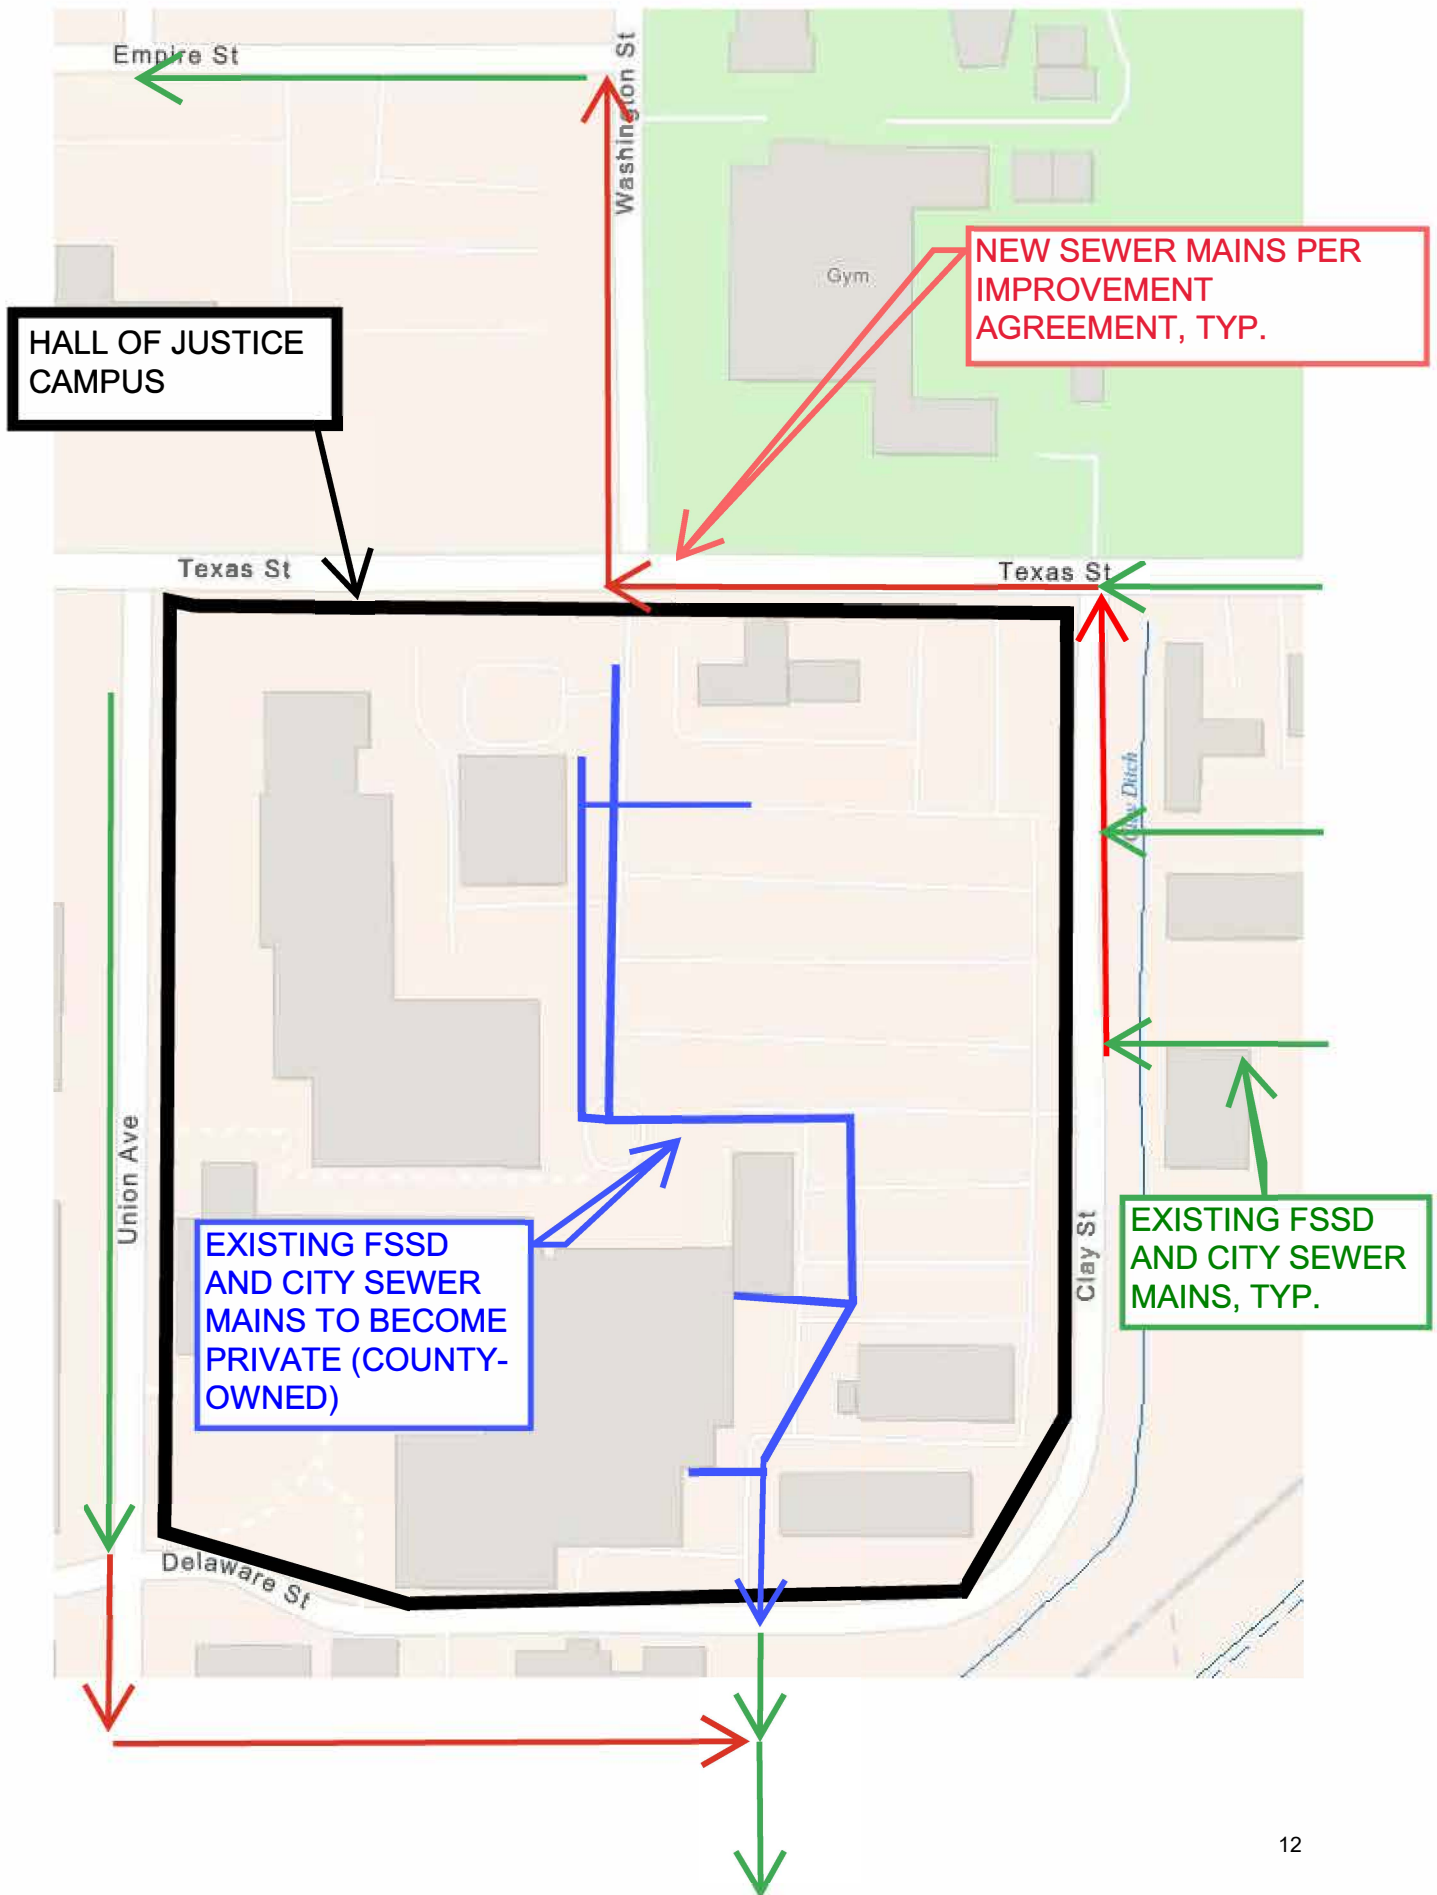 Empire St
Washington St
NEW SEWER MAINS PER
IMPROVEMENT
AGREEMENT, TYP.
Gym
HALL OF JUSTICE
CAMPUS
Texas St
Texas St
Clay Ditch
Union Ave
Clay St
EXISTING FSSD
AND CITY SEWER
MAINS, TYP.
EXISTING FSSD
AND CITY SEWER
MAINS TO BECOME
PRIVATE (COUNTY-
OWNED)
Delaware St
12